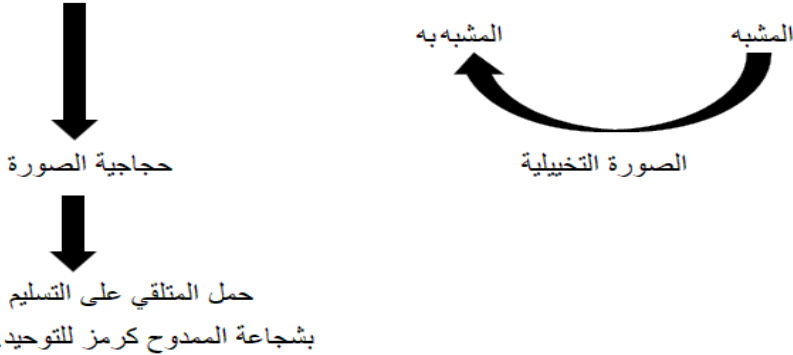 المشبه
المشبه به
الصورة التخييلية
حجاجية الصورة
حمل المتلقي على التسليم
بشجاعة الممدوح كرمز للتوحيد.